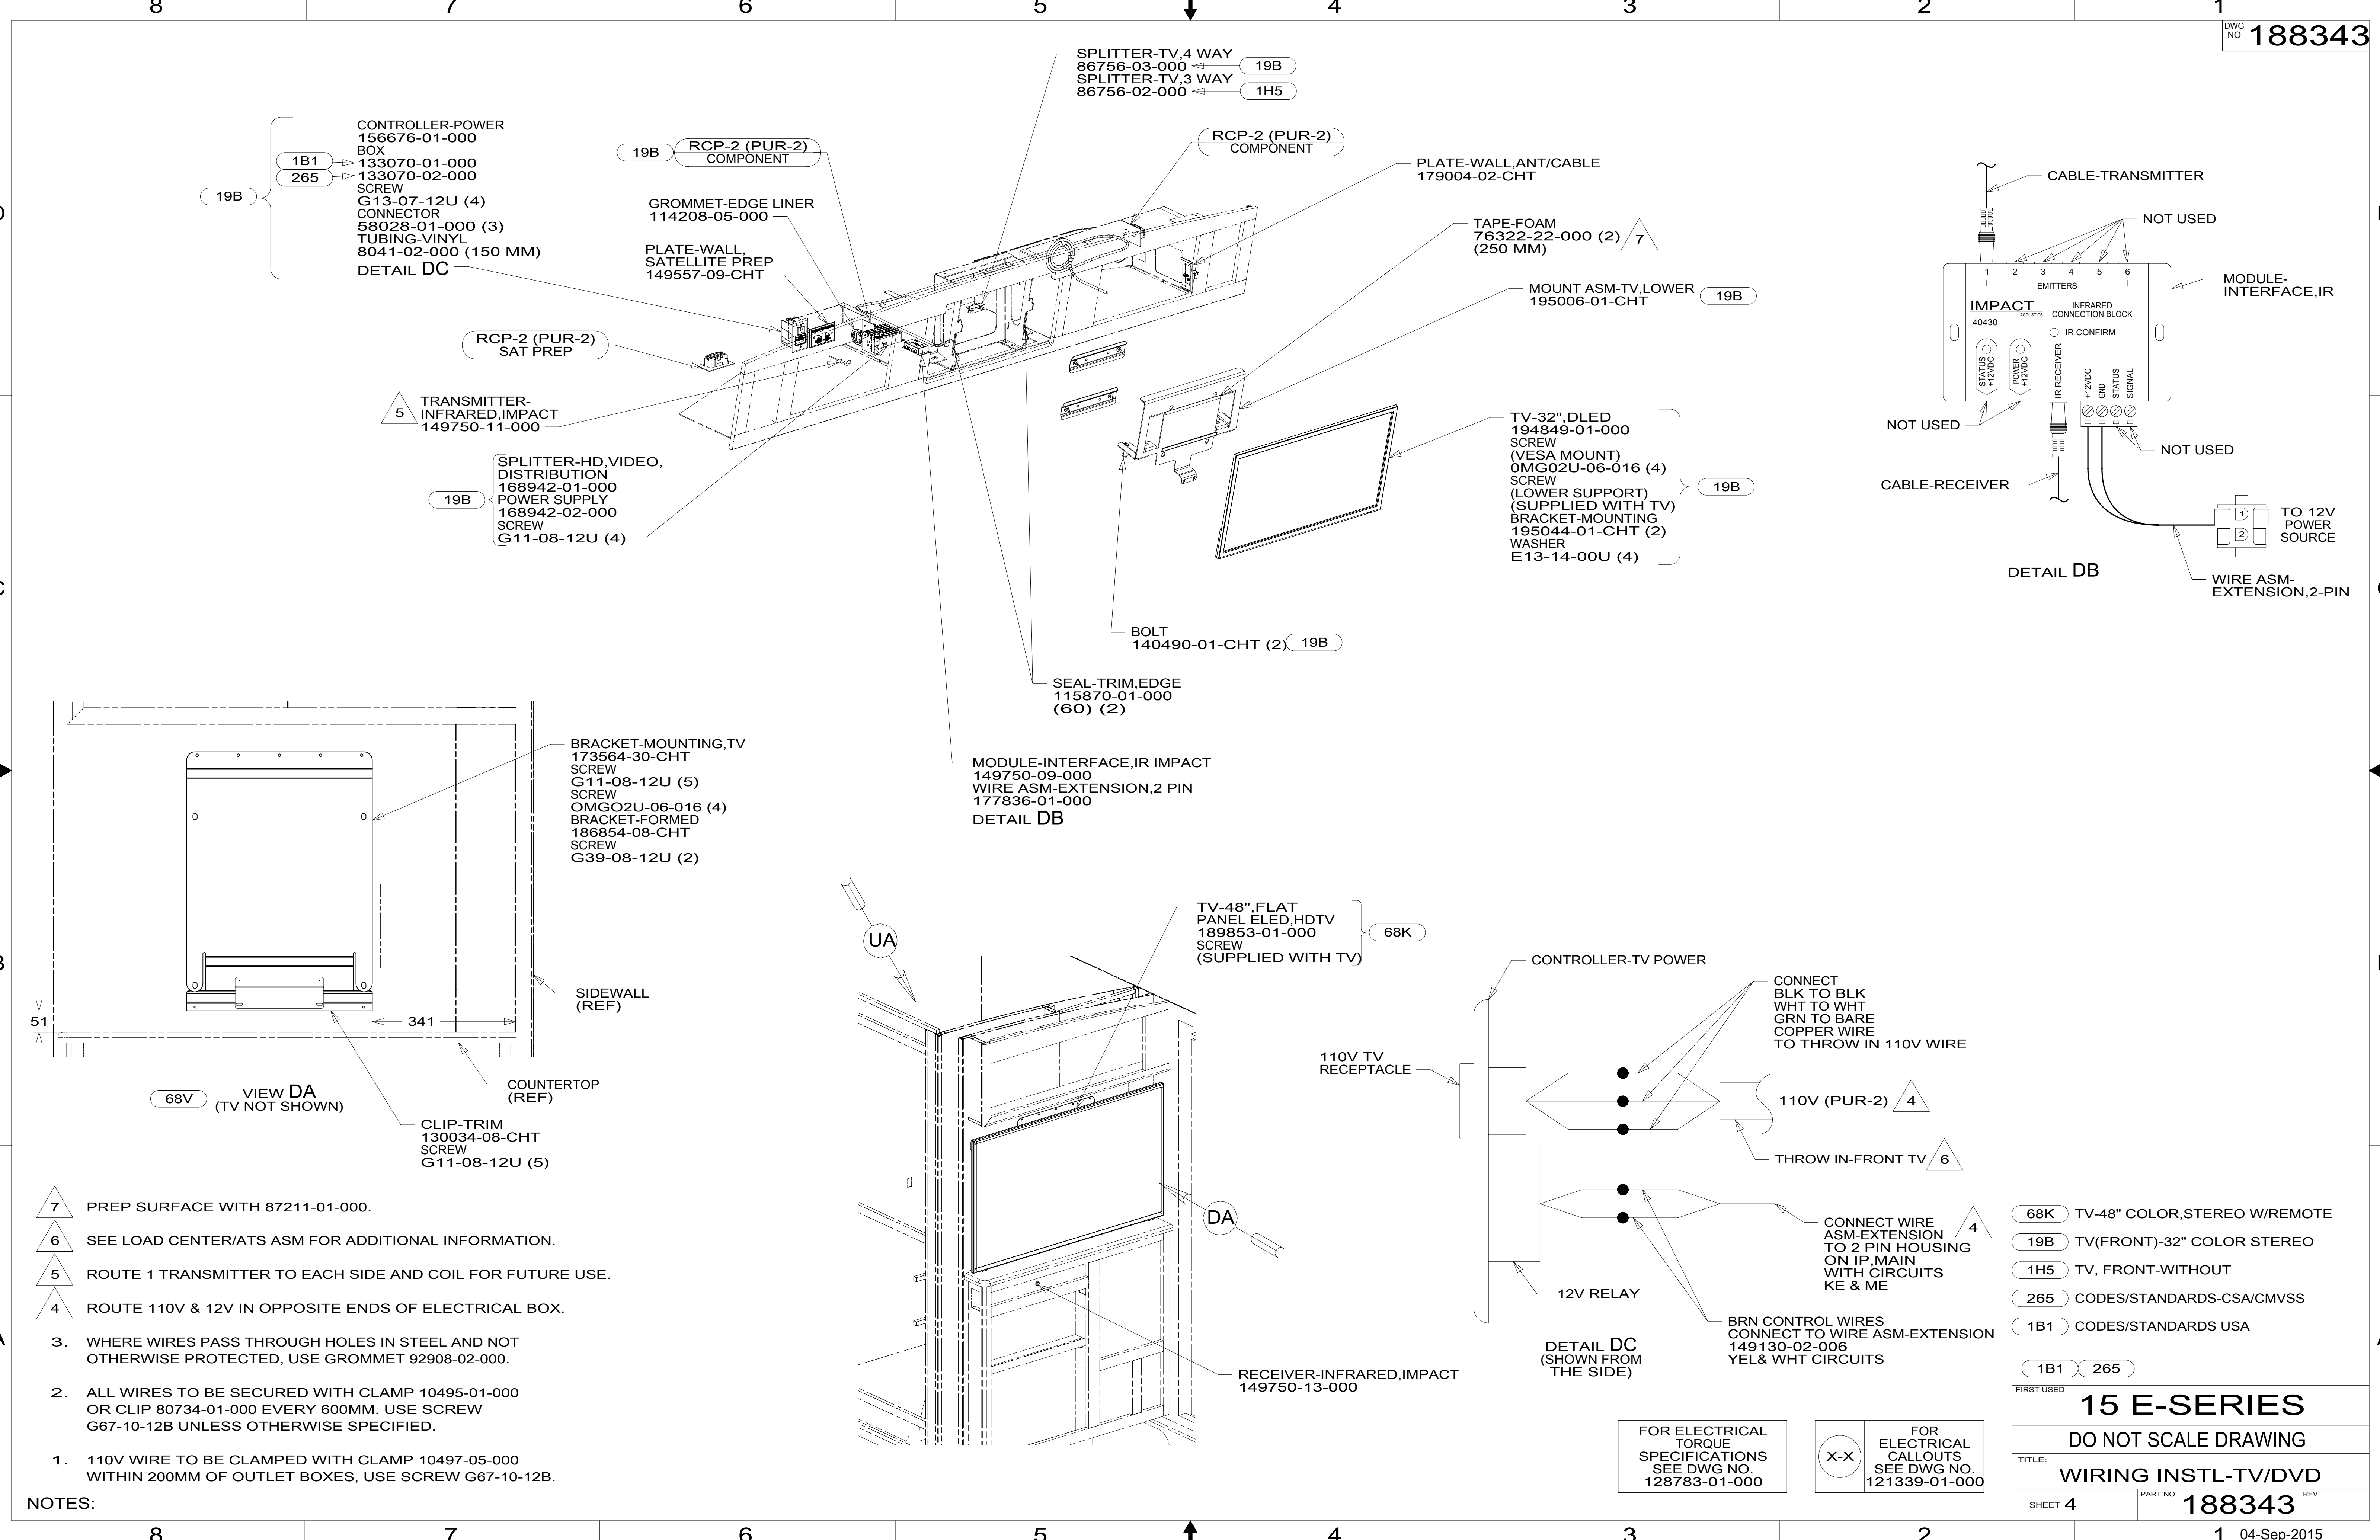 8 7 6 5 4 3 2 1
DWG
NO 188343
SPLITTER-TV,4 WAY
86756-03-000 19B
SPLITTER-TV,3 WAY
86756-02-000 1H5
CONTROLLER-POWER
156676-01-000
BOX
1B1 133070-01-000
265 133070-02-000
19B
SCREW
G13-07-12U (4)
CONNECTOR
58028-01-000 (3)
TUBING-VINYL
8041-02-000 (150 MM)
DETAIL DC
19B RCP-2 (PUR-2)
COMPONENT
GROMMET-EDGE LINER
114208-05-000
PLATE-WALL,
SATELLITE PREP
149557-09-CHT
RCP-2 (PUR-2)
SAT PREP
5 TRANSMITTER-
INFRARED,IMPACT
149750-11-000
SPLITTER-HD,VIDEO,
DISTRIBUTION
168942-01-000
19B POWER SUPPLY
168942-02-000
SCREW
G11-08-12U (4)
RCP-2 (PUR-2)
COMPONENT
PLATE-WALL,ANT/CABLE
179004-02-CHT
TAPE-FOAM
76322-22-000 (2) 7
(250 MM)
MOUNT ASM-TV,LOWER
195006-01-CHT 19B
TV-32",DLED
194849-01-000
SCREW
(VESA MOUNT)
0MG02U-06-016 (4)
SCREW
(LOWER SUPPORT)
(SUPPLIED WITH TV)
BRACKET-MOUNTING
195044-01-CHT (2)
WASHER
E13-14-00U (4)
19B
BOLT
140490-01-CHT (2) 19B
SEAL-TRIM,EDGE
115870-01-000
(60) (2)
MODULE-INTERFACE,IR IMPACT
149750-09-000
WIRE ASM-EXTENSION,2 PIN
177836-01-000
DETAIL DB
CABLE-TRANSMITTER
NOT USED
1 2 3 4 5 6
EMITTERS
MODULE-
INTERFACE,IR
IMPACT
ACOUSTICS
40430
INFRARED
CONNECTION BLOCK
IR CONFIRM
STATUS
+12VDC
POWER
+12VDC
IR RECEIVER
+12VDC
GND
STATUS
SIGNAL
NOT USED
NOT USED
CABLE-RECEIVER
1
2
TO 12V
POWER
SOURCE
DETAIL DB
WIRE ASM-
EXTENSION,2-PIN
BRACKET-MOUNTING,TV
173564-30-CHT
SCREW
G11-08-12U (5)
SCREW
OMGO2U-06-016 (4)
BRACKET-FORMED
186854-08-CHT
SCREW
G39-08-12U (2)
SIDEWALL
(REF)
51
341
COUNTERTOP
(REF)
68V VIEW DA
(TV NOT SHOWN)
CLIP-TRIM
130034-08-CHT
SCREW
G11-08-12U (5)
UA
TV-48",FLAT
PANEL ELED,HDTV
189853-01-000
SCREW
(SUPPLIED WITH TV)
68K
DA
RECEIVER-INFRARED,IMPACT
149750-13-000
CONTROLLER-TV POWER
CONNECT
BLK TO BLK
WHT TO WHT
GRN TO BARE
COPPER WIRE
TO THROW IN 110V WIRE
110V TV
RECEPTACLE
110V (PUR-2) 4
THROW IN-FRONT TV 6
CONNECT WIRE
ASM-EXTENSION
TO 2 PIN HOUSING
ON IP,MAIN
WITH CIRCUITS
KE & ME
4
12V RELAY
BRN CONTROL WIRES
CONNECT TO WIRE ASM-EXTENSION
149130-02-006
YEL& WHT CIRCUITS
DETAIL DC
(SHOWN FROM
THE SIDE)
7 PREP SURFACE WITH 87211-01-000.
6 SEE LOAD CENTER/ATS ASM FOR ADDITIONAL INFORMATION.
5 ROUTE 1 TRANSMITTER TO EACH SIDE AND COIL FOR FUTURE USE.
4 ROUTE 110V & 12V IN OPPOSITE ENDS OF ELECTRICAL BOX.
3. WHERE WIRES PASS THROUGH HOLES IN STEEL AND NOT
OTHERWISE PROTECTED, USE GROMMET 92908-02-000.
2. ALL WIRES TO BE SECURED WITH CLAMP 10495-01-000
OR CLIP 80734-01-000 EVERY 600MM. USE SCREW
G67-10-12B UNLESS OTHERWISE SPECIFIED.
1. 110V WIRE TO BE CLAMPED WITH CLAMP 10497-05-000
WITHIN 200MM OF OUTLET BOXES, USE SCREW G67-10-12B.
NOTES:
68K TV-48" COLOR,STEREO W/REMOTE
19B TV(FRONT)-32" COLOR STEREO
1H5 TV, FRONT-WITHOUT
265 CODES/STANDARDS-CSA/CMVSS
1B1 CODES/STANDARDS USA
1B1 265
FOR ELECTRICAL
TORQUE
SPECIFICATIONS
SEE DWG NO.
128783-01-000
X-X
FOR
ELECTRICAL
CALLOUTS
SEE DWG NO.
121339-01-000
FIRST USED
15 E-SERIES
DO NOT SCALE DRAWING
TITLE:
WIRING INSTL-TV/DVD
SHEET 4 PART NO 188343 REV
8 7 6 5 4 3 2 1
04-Sep-2015